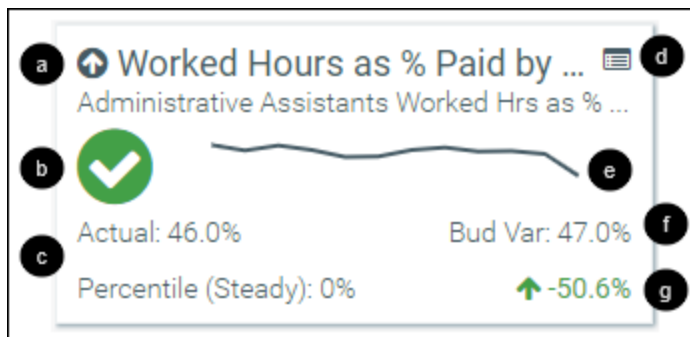 a Worked Hours as % Paid by ... d
Administrative Assistants Worked Hrs as % ...
b e
Actual: 46.0% Bud Var: 47.0% f
c
Percentile (Steady): 0% -50.6% g